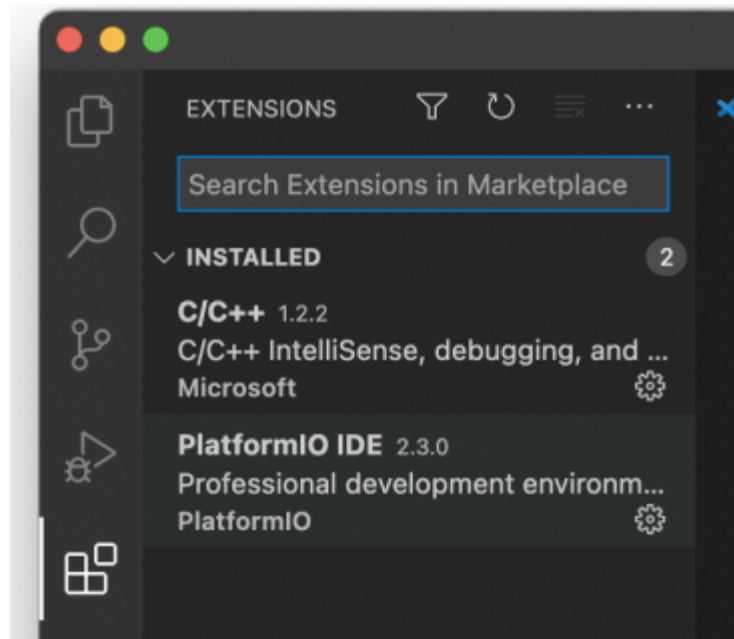 EXTENSIONS
Search Extensions in Marketplace
INSTALLED 2
C/C++ 1.2.2
C/C++ IntelliSense, debugging, and ...
Microsoft
PlatformIO IDE 2.3.0
Professional development environm...
PlatformIO